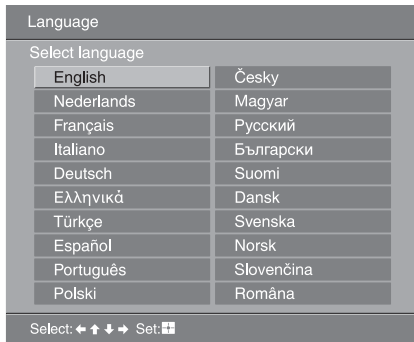 Language
Select language
English Česky
Nederlands Magyar
Français Русский
Italiano Български
Deutsch Suomi
Ελληνικά Dansk
Türkçe Svenska
Español Norsk
Português Slovenčina
Polski Româna
Select: ← ↑ ↓ → Set: